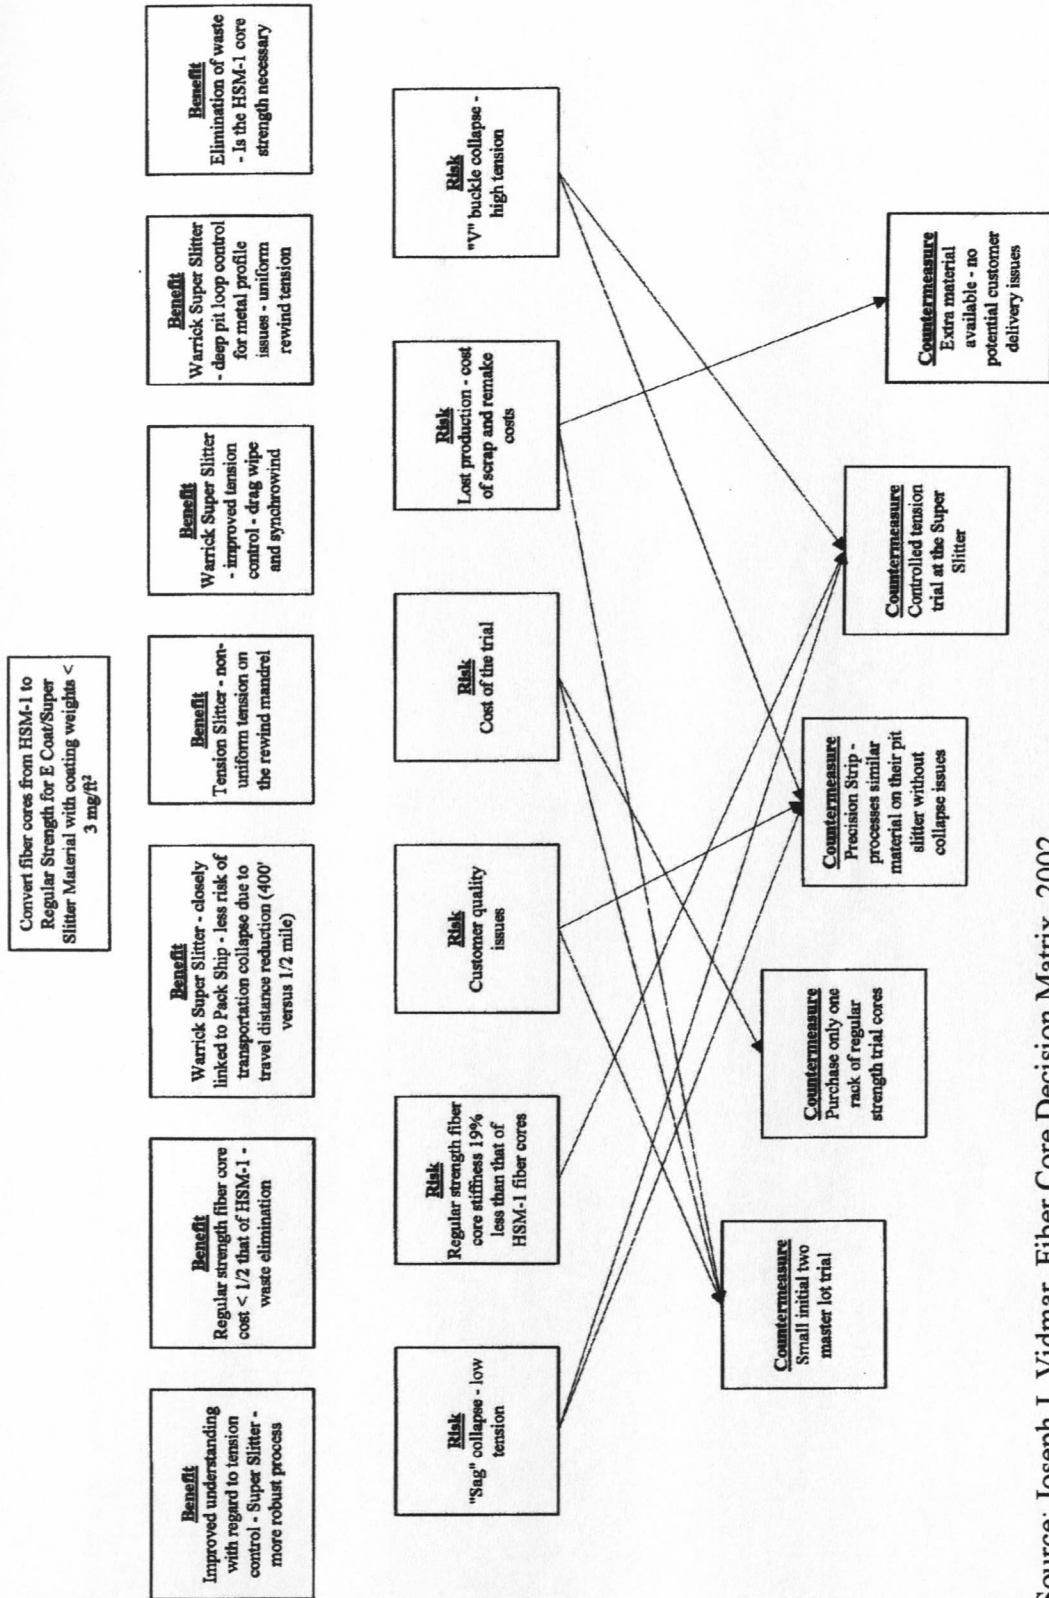 Convert fiber cores from HSM-1 to
Regular Strength for E Coat/Super
Slitter Material with coating weights <
3 mg/ft²
Benefit
Improved understanding
with regard to tension
control - Super Slitter -
more robust process
Benefit
Regular strength fiber core
cost < 1/2 that of HSM-1 -
waste elimination
Benefit
Warrick Super Slitter - closely
linked to Pack Ship - less risk of
transportation collapse due to
travel distance reduction (400'
versus 1/2 mile)
Benefit
Tension Slitter - non-
uniform tension on
the rewind mandrel
Benefit
Warrick Super Slitter
- improved tension
control - drag wipe
and synchrowind
Benefit
Warrick Super Slitter
- deep pit loop control
for metal profile
issues - uniform
rewind tension
Benefit
Elimination of waste
- Is the HSM-1 core
strength necessary
Risk
"Sag" collapse - low
tension
Risk
Regular strength fiber
core stiffness 19%
less than that of
HSM-1 fiber cores
Risk
Customer quality
issues
Risk
Cost of the trial
Risk
Lost production - cost
of scrap and remake
costs
Risk
"V" buckle collapse -
high tension
Countermeasure
Small initial two
master lot trial
Countermeasure
Purchase only one
rack of regular
strength trial cores
Countermeasure
Precision Strip -
processes similar
material on their pit
slitter without
collapse issues
Countermeasure
Controlled tension
trial at the Super
Slitter
Countermeasure
Extra material
available - no
potential customer
delivery issues
Source: Joseph J. Vidmar, Fiber Core Decision Matrix, 2002